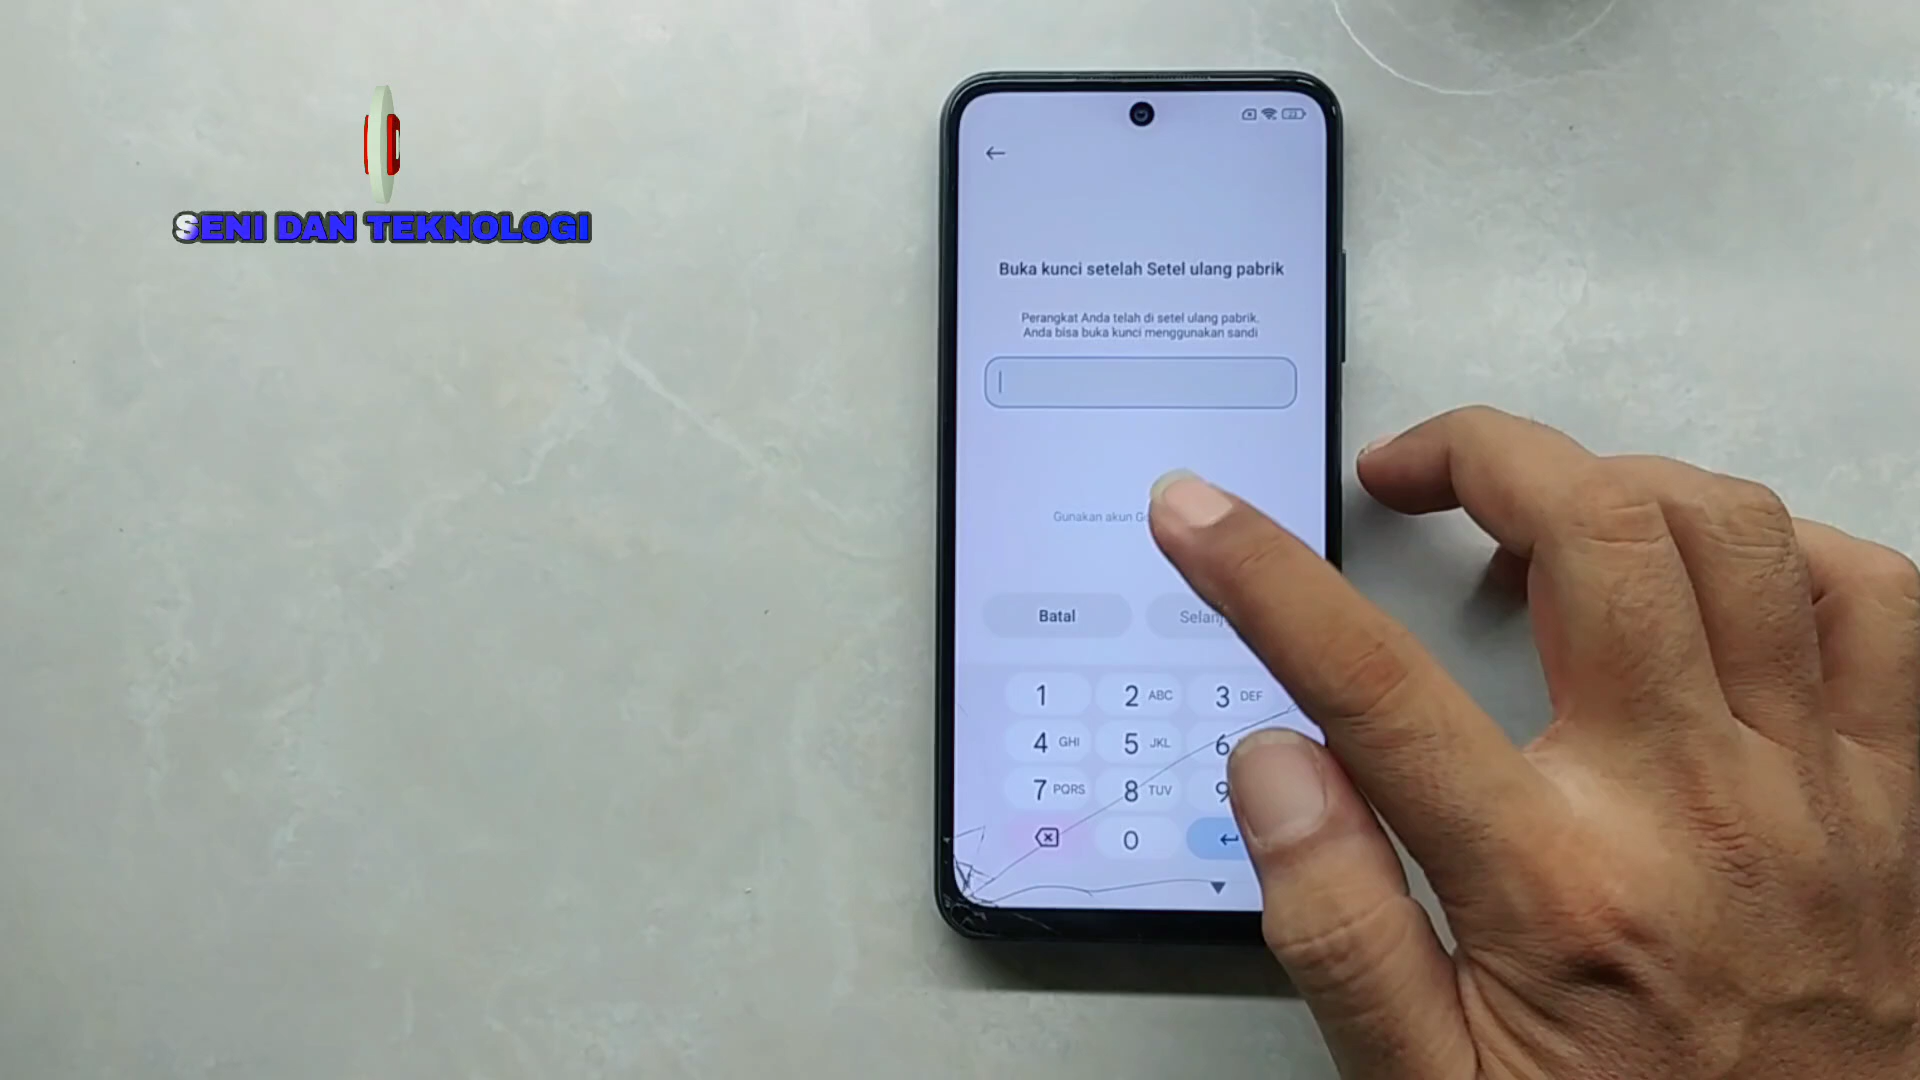 SENI DAN TEKNOLOGI
Buka kunci setelah Setel ulang pabrik
Perangkat Anda telah di setel ulang pabrik.
Anda bisa buka kunci menggunakan sandi
Gunakan akun
Batal
1
2 ABC
3 DEF
4 GHI
5 JKL
6
7 PQRS
8 TUV
9
0